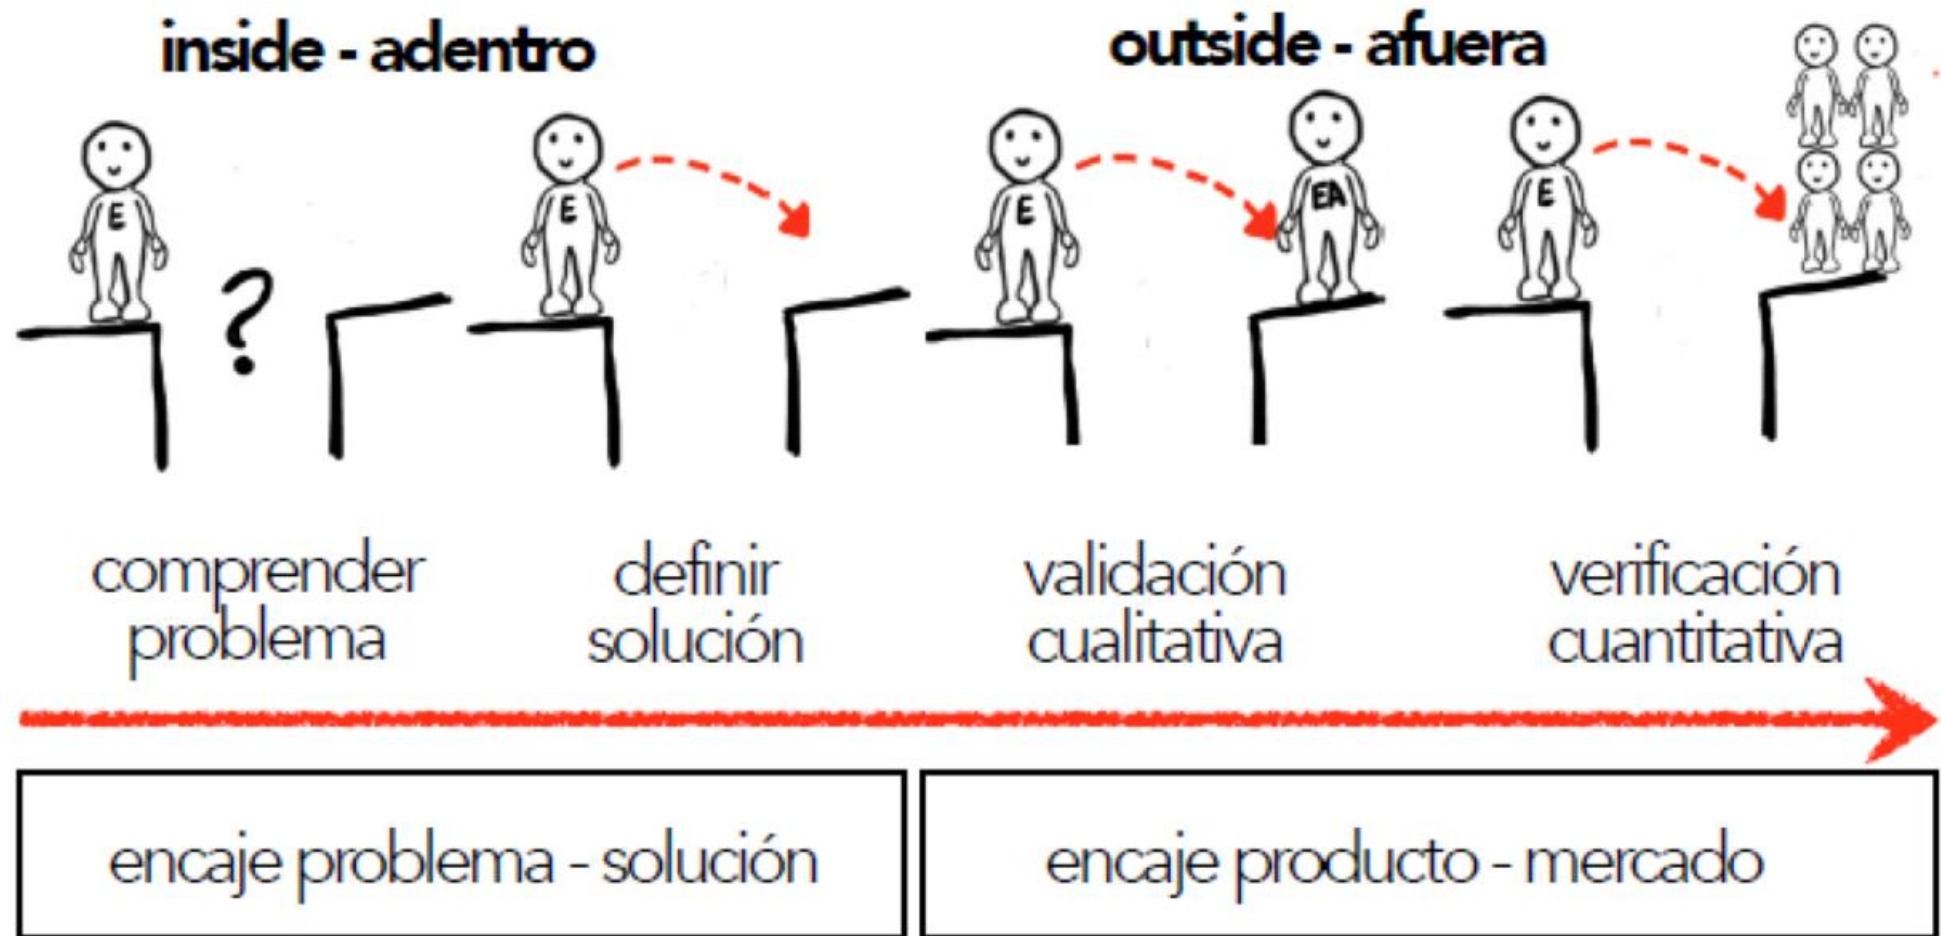 inside - adentro
outside - afuera
E
?
E
E
EA
E
comprender
problema
definir
solución
validación
cualitativa
verificación
cuantitativa
encaje problema - solución
encaje producto - mercado